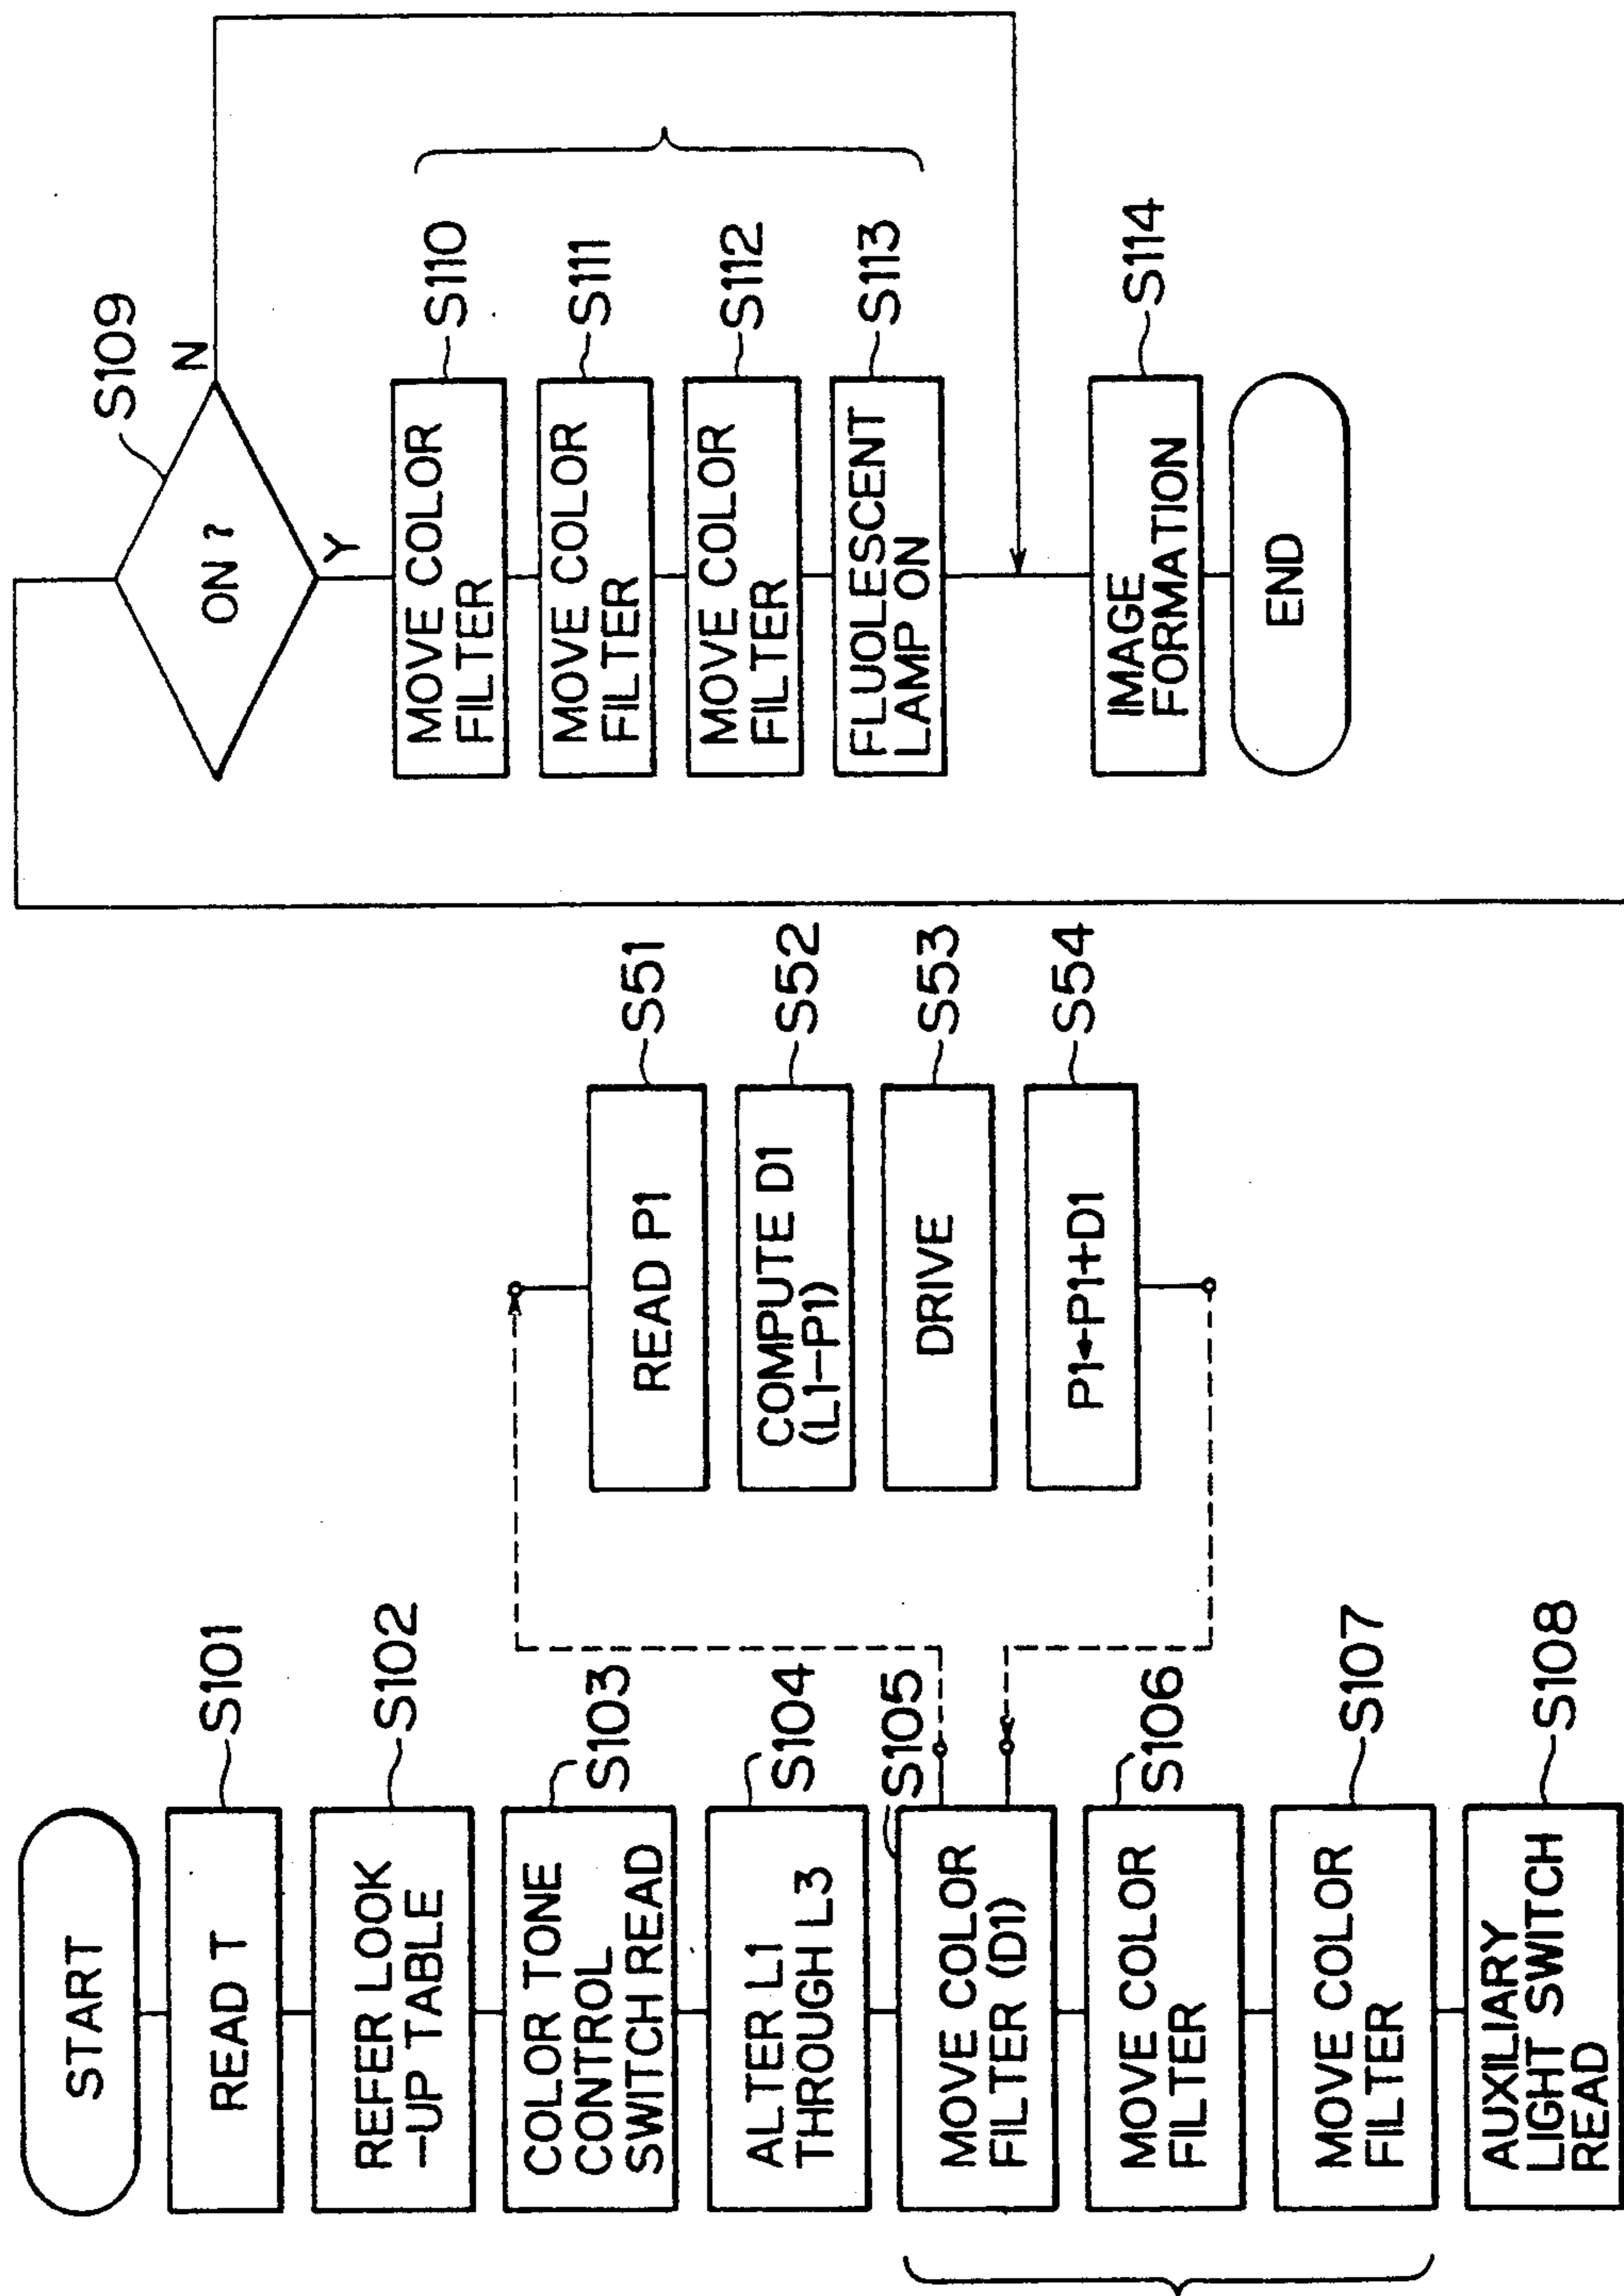 START
READ T
S101
REFER LOOK
-UP TABLE
S102
COLOR TONE
CONTROL
SWITCH READ
S103
ALTER L1
THROUGH L3
S104
MOVE COLOR
FILTER (D1)
S105
MOVE COLOR
FILTER
S106
MOVE COLOR
FILTER
S107
AUXILIARY
LIGHT SWITCH
READ
S108
READ P1
S51
COMPUTE D1
(L1-P1)
S52
DRIVE
S53
P1←P1+D1
S54
ON ?
S109
N
Y
MOVE COLOR
FILTER
S110
MOVE COLOR
FILTER
S111
MOVE COLOR
FILTER
S112
FLUOLESCENT
LAMP ON
S113
IMAGE
FORMATION
S114
END